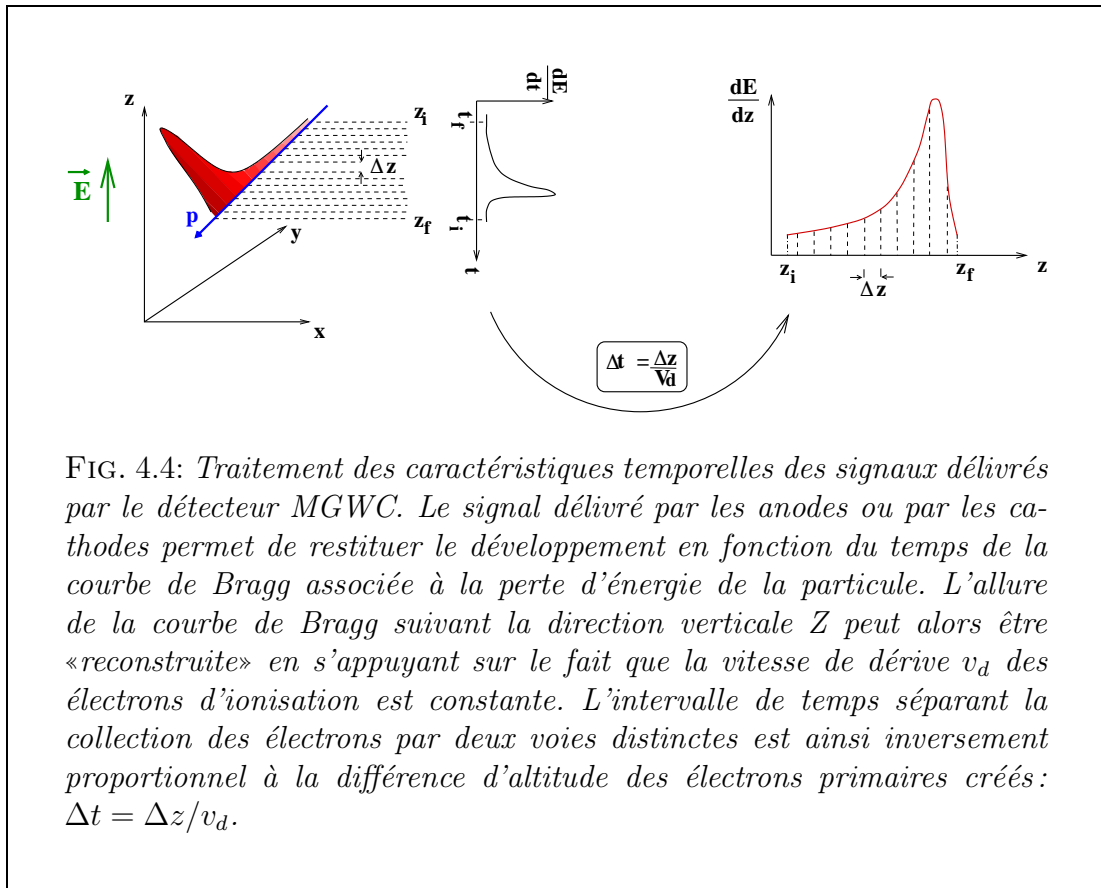 z
E
p
y
x
z_i
Δz
z_f
dE
dt
t_f
t_i
t
Δt = Δz
V_d
dE
dz
z_i
z_f
z
Δz
FIG. 4.4: Traitement des caractéristiques temporelles des signaux délivrés
par le détecteur MGWC. Le signal délivré par les anodes ou par les ca-
thodes permet de restituer le développement en fonction du temps de la
courbe de Bragg associée à la perte d'énergie de la particule. L'allure
de la courbe de Bragg suivant la direction verticale Z peut alors être
«reconstruite» en s'appuyant sur le fait que la vitesse de dérive v_d des
électrons d'ionisation est constante. L'intervalle de temps séparant la
collection des électrons par deux voies distinctes est ainsi inversement
proportionnel à la différence d'altitude des électrons primaires créés:
Δt = Δz/v_d.